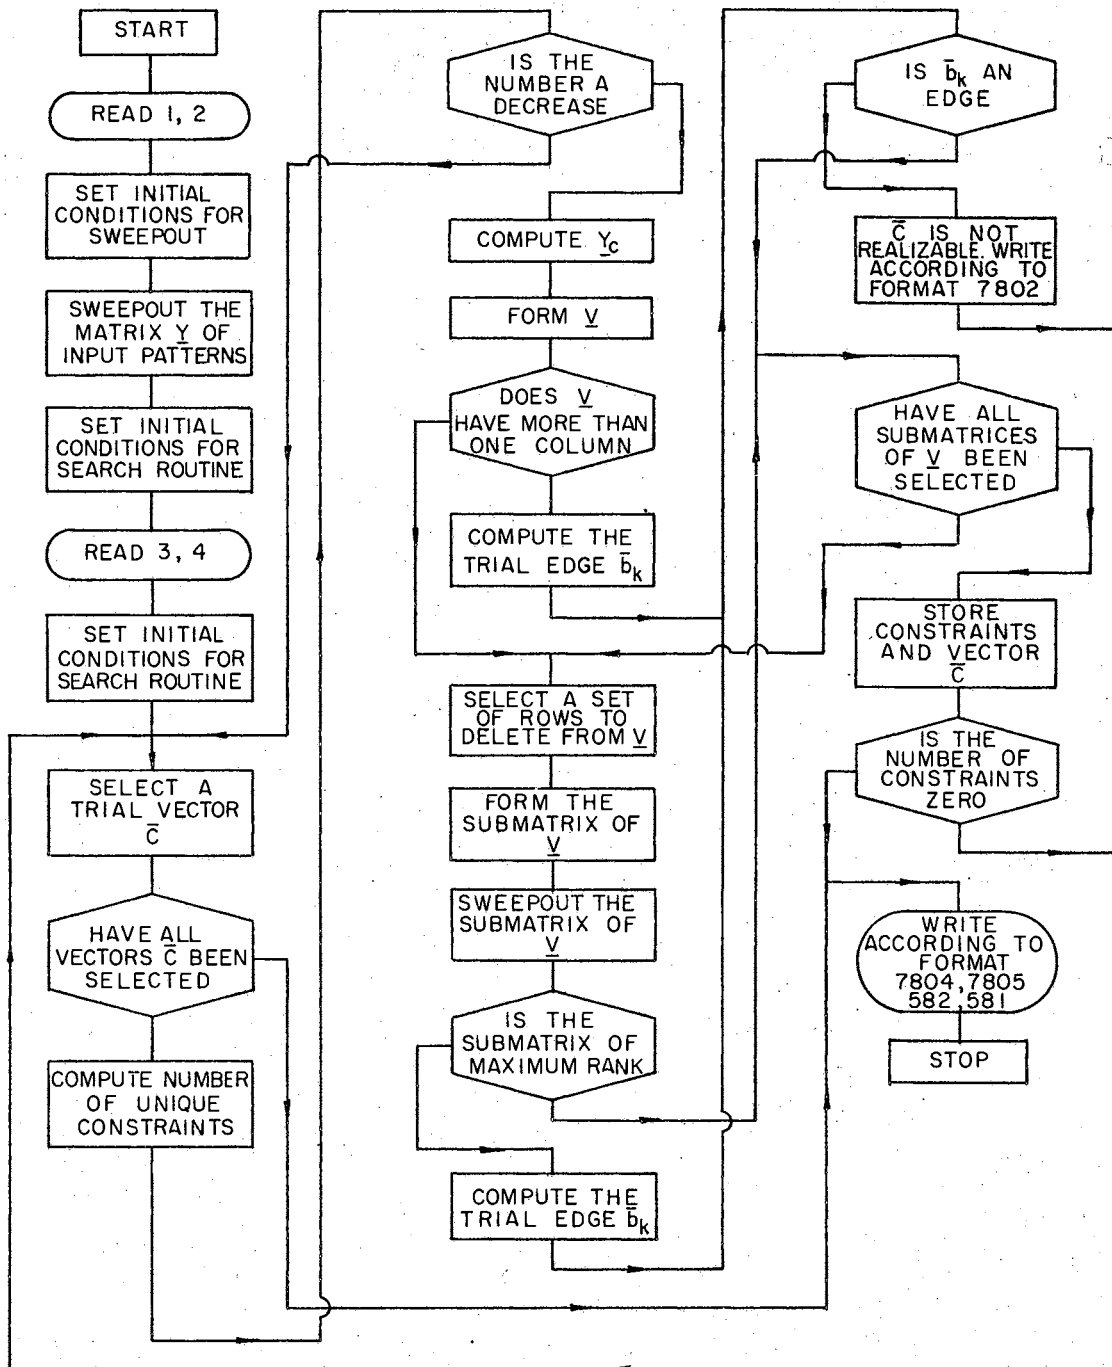 START
READ 1, 2
SET INITIAL
CONDITIONS FOR
SWEEPOUT
SWEEPOUT THE
MATRIX Y̲ OF
INPUT PATTERNS
SET INITIAL
CONDITIONS FOR
SEARCH ROUTINE
READ 3, 4
SET INITIAL
CONDITIONS FOR
SEARCH ROUTINE
SELECT A
TRIAL VECTOR
C̄
HAVE ALL
VECTORS C̄ BEEN
SELECTED
COMPUTE NUMBER
OF UNIQUE
CONSTRAINTS
IS THE
NUMBER A
DECREASE
COMPUTE Y̲c
FORM V̲
DOES V̲
HAVE MORE THAN
ONE COLUMN
COMPUTE THE
TRIAL EDGE b̄k
SELECT A SET
OF ROWS TO
DELETE FROM V̲
FORM THE
SUBMATRIX OF
V̲
SWEEPOUT THE
SUBMATRIX OF
V̲
IS THE
SUBMATRIX OF
MAXIMUM RANK
COMPUTE THE
TRIAL EDGE b̄k
IS b̄k AN
EDGE
C̄ IS NOT
REALIZABLE. WRITE
ACCORDING TO
FORMAT 7802
HAVE ALL
SUBMATRICES
OF V̲ BEEN
SELECTED
STORE
CONSTRAINTS
AND VECTOR
C̄
IS THE
NUMBER OF
CONSTRAINTS
ZERO
WRITE
ACCORDING TO
FORMAT
7804, 7805
582, 581
STOP